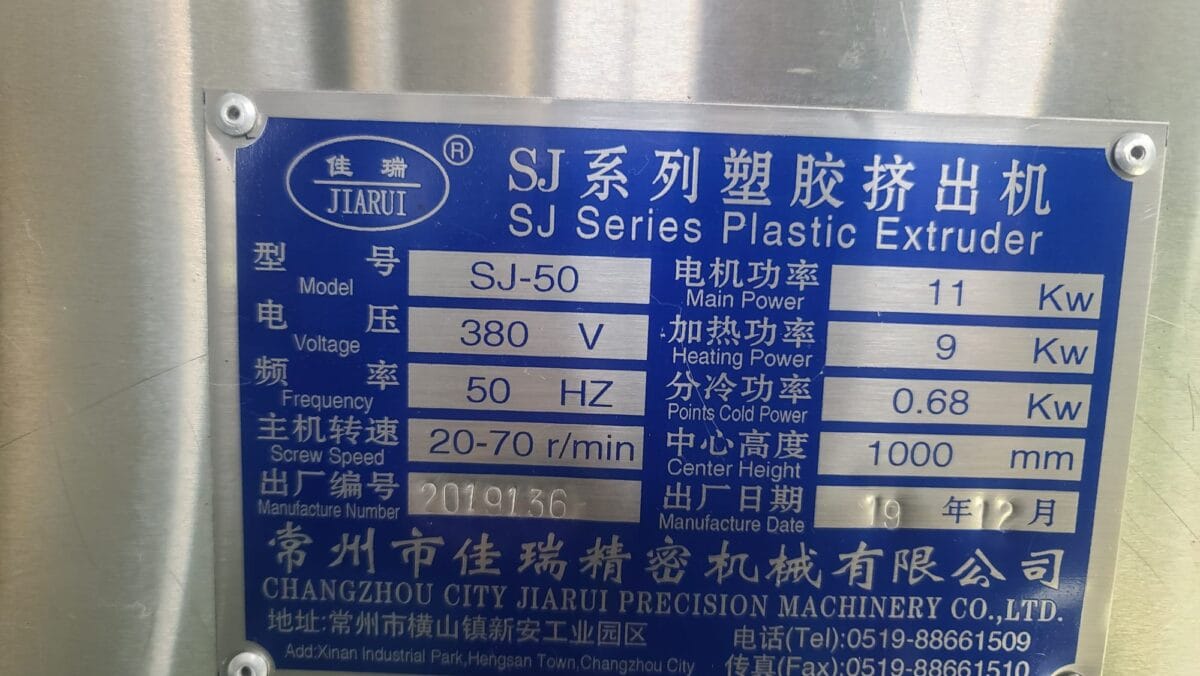 佳瑞 ®
JIARUI
SJ系列塑胶挤出机
SJ Series Plastic Extruder
型号 SJ-50 电机功率 11 Kw
Model Main Power
电压 380 V 加热功率 9 Kw
Voltage Heating Power
频率 50 HZ 分冷功率 0.68 Kw
Frequency Points Cold Power
主机转速 20-70 r/min 中心高度 1000 mm
Screw Speed Center Height
出厂编号 2019136 出厂日期 19年12月
Manufacture Number Manufacture Date
常州市佳瑞精密机械有限公司
CHANGZHOU CITY JIARUI PRECISION MACHINERY CO.,LTD.
地址:常州市横山镇新安工业园区 电话(Tel):0519-88661509
Add:Xinan Industrial Park,Hengsan Town,Changzhou City 传真(Fax):0519-88661510